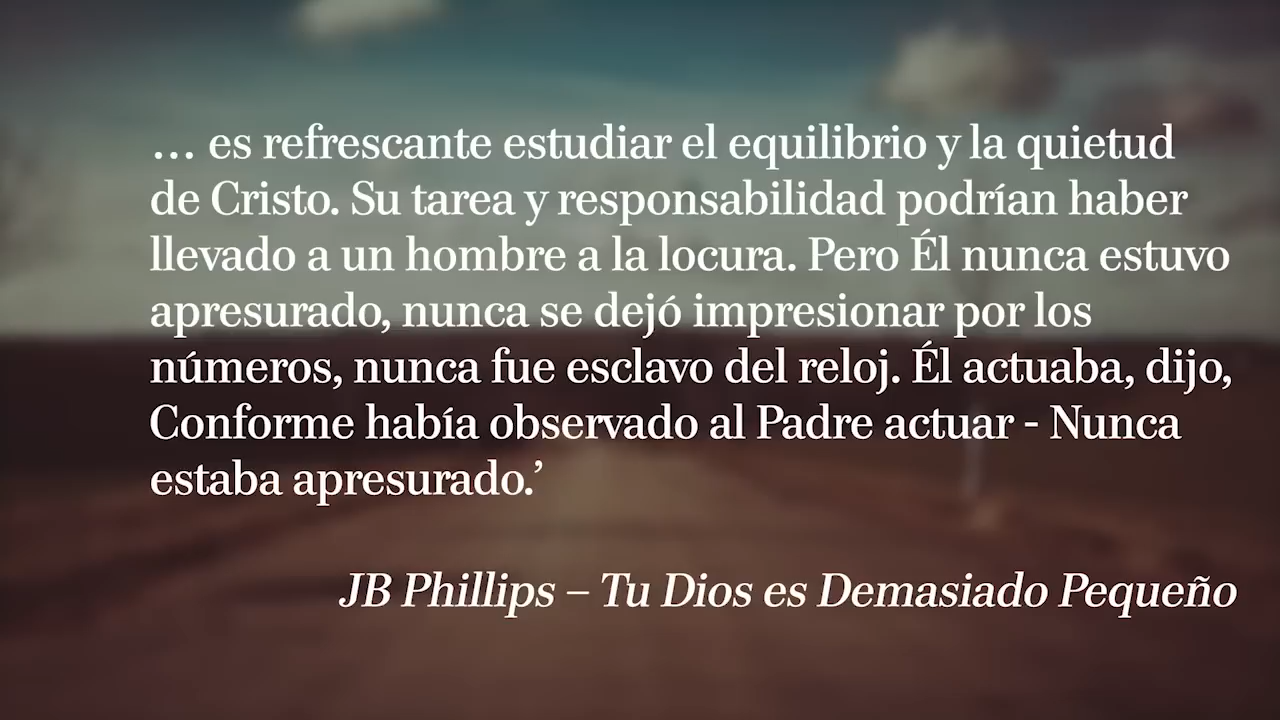 … es refrescante estudiar el equilibrio y la quietud
de Cristo. Su tarea y responsabilidad podrían haber
llevado a un hombre a la locura. Pero Él nunca estuvo
apresurado, nunca se dejó impresionar por los
números, nunca fue esclavo del reloj. Él actuaba, dijo,
Conforme había observado al Padre actuar - Nunca
estaba apresurado.’
JB Phillips – Tu Dios es Demasiado Pequeño